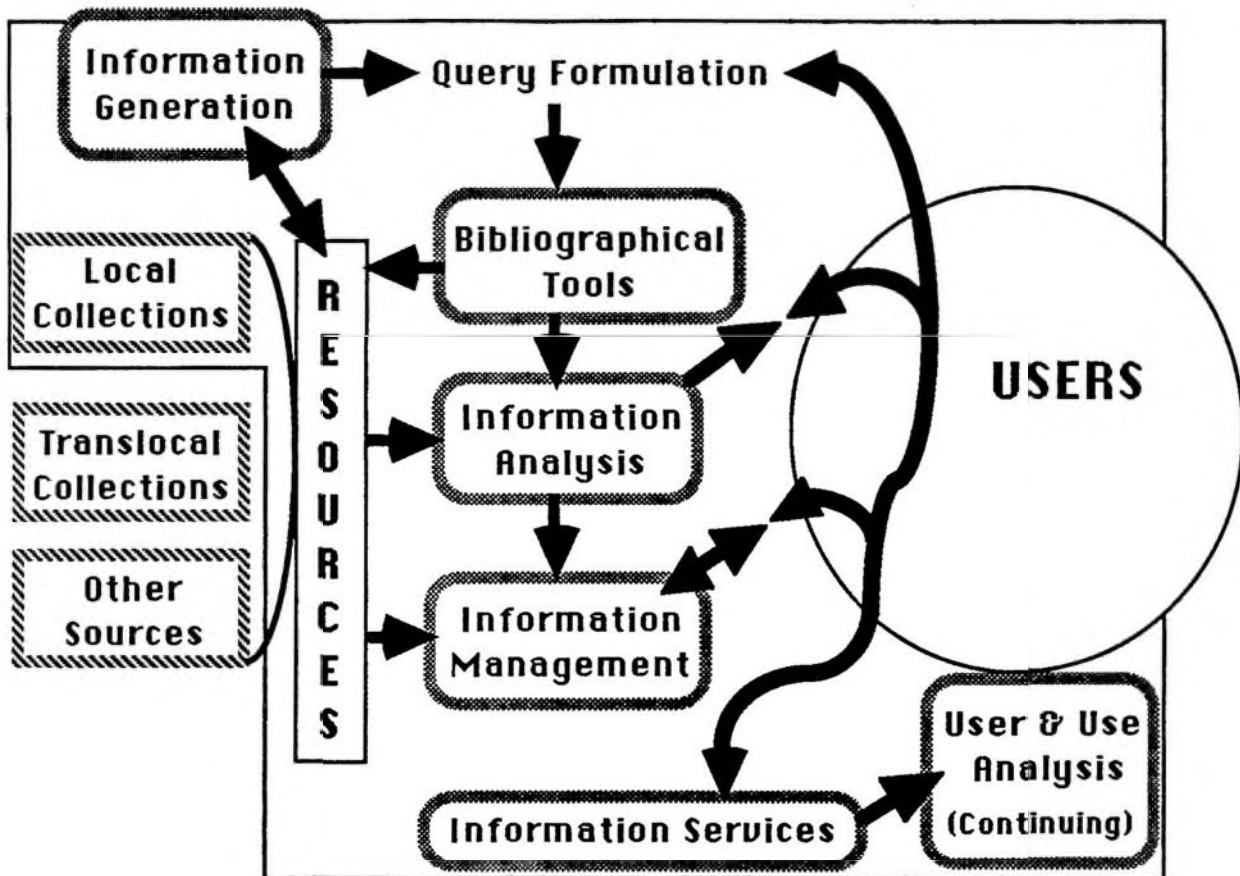 Information
Generation
Query Formulation
Bibliographical
Tools
Local
Collections
RESOURCES
USERS
Information
Analysis
Translocal
Collections
Other
Sources
Information
Management
User & Use
Analysis
(Continuing)
Information Services